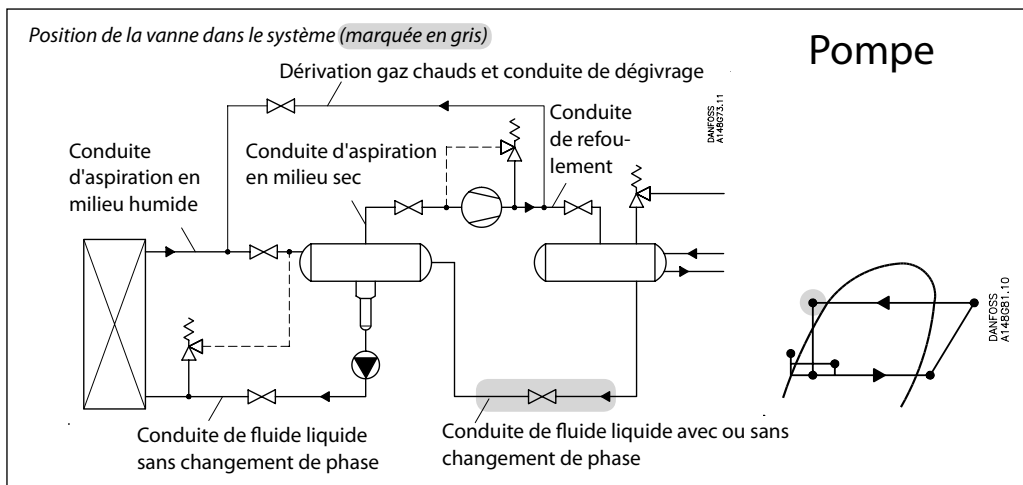 Position de la vanne dans le système (marquée en gris)
Pompe
Dérivation gaz chauds et conduite de dégivrage
DANFOSS
A148G73.11
Conduite
de refou-
lement
Conduite
d'aspiration en
milieu humide
Conduite d'aspiration
en milieu sec
DANFOSS
A148G81.10
Conduite de fluide liquide
sans changement de phase
Conduite de fluide liquide avec ou sans
changement de phase